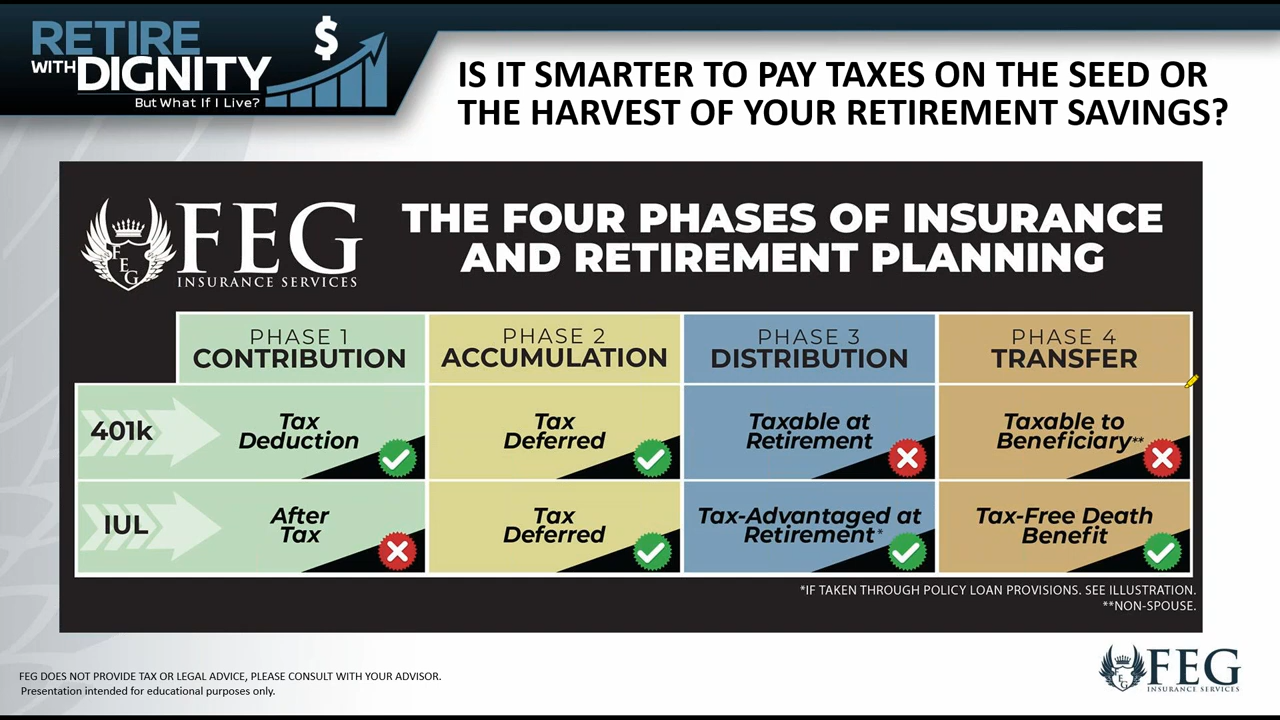 RETIRE
WITH DIGNITY
But What If I Live?
$
IS IT SMARTER TO PAY TAXES ON THE SEED OR
THE HARVEST OF YOUR RETIREMENT SAVINGS?
FEG
INSURANCE SERVICES
FEG
THE FOUR PHASES OF INSURANCE
AND RETIREMENT PLANNING
PHASE 1
CONTRIBUTION
PHASE 2
ACCUMULATION
PHASE 3
DISTRIBUTION
PHASE 4
TRANSFER
401k
Tax
Deduction
Tax
Deferred
Taxable at
Retirement
Taxable to
Beneficiary**
IUL
After
Tax
Tax
Deferred
Tax-Advantaged at
Retirement*
Tax-Free Death
Benefit
*IF TAKEN THROUGH POLICY LOAN PROVISIONS. SEE ILLUSTRATION.
**NON-SPOUSE.
FEG DOES NOT PROVIDE TAX OR LEGAL ADVICE, PLEASE CONSULT WITH YOUR ADVISOR.
Presentation intended for educational purposes only.
FEG
FEG
INSURANCE SERVICES